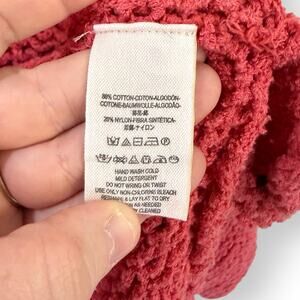 80% COTTON-COTON-ALGODÓN-
COTONE-BAUMWOLLE-ALGODÃO-
20% NYLON-FIBRA SINTÉTICA-
HAND WASH COLD
MILD DETERGENT
DO NOT WRING OR TWIST
USE ONLY NON-CHLORINE BLEACH
RESHAPE & LAY FLAT TO DRY
AS NEEDED
CLEANED